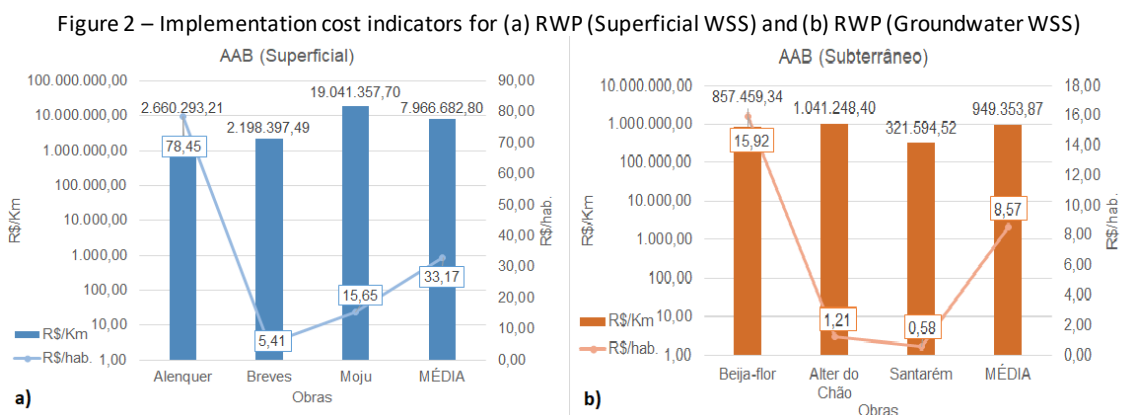 Figure 2 – Implementation cost indicators for (a) RWP (Superficial WSS) and (b) RWP (Groundwater WSS)
AAB (Superficial)
100.000.000,00
10.000.000,00
1.000.000,00
100.000,00
10.000,00
1.000,00
100,00
10,00
1,00
R$/Km
2.660.293,21
2.198.397,49
19.041.357,70
7.966.682,80
78,45
5,41
15,65
33,17
90,00
80,00
70,00
60,00
50,00
40,00
30,00
20,00
10,00
0,00
R$/hab.
R$/Km
R$/hab.
Alenquer Breves Moju MÉDIA
Obras
a)
AAB (Subterrâneo)
10.000.000,00
1.000.000,00
100.000,00
10.000,00
1.000,00
100,00
10,00
1,00
R$/Km
857.459,34
1.041.248,40
321.594,52
949.353,87
15,92
1,21
0,58
8,57
18,00
16,00
14,00
12,00
10,00
8,00
6,00
4,00
2,00
0,00
R$/hab.
R$/Km
R$/hab.
Beija-flor Alter do Santarém MÉDIA
Chão
Obras
b)